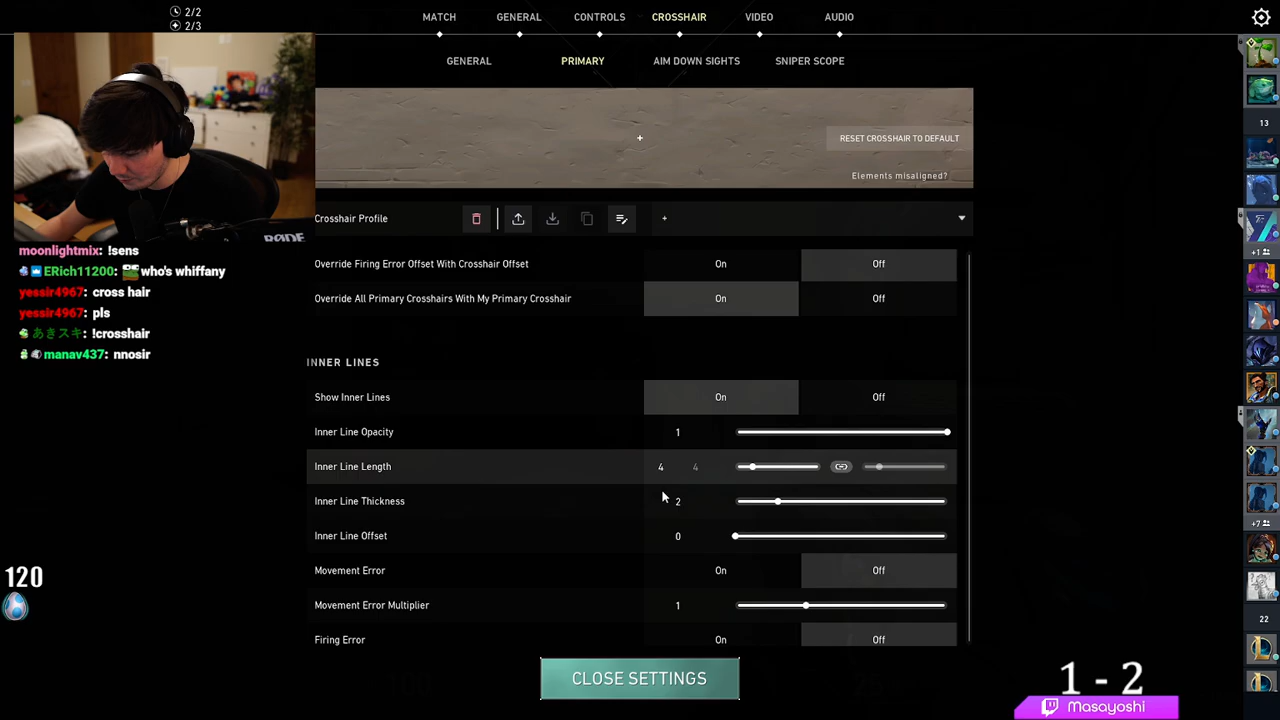 2/2
2/3
MATCH
GENERAL
CONTROLS
CROSSHAIR
VIDEO
AUDIO
GENERAL
PRIMARY
AIM DOWN SIGHTS
SNIPER SCOPE
RESET CROSSHAIR TO DEFAULT
Elements misaligned?
Crosshair Profile
+
Override Firing Error Offset With Crosshair Offset On Off
Override All Primary Crosshairs With My Primary Crosshair On Off
INNER LINES
Show Inner Lines On Off
Inner Line Opacity 1
Inner Line Length 4 4
Inner Line Thickness 2
Inner Line Offset 0
Movement Error On Off
Movement Error Multiplier 1
Firing Error On Off
CLOSE SETTINGS
moonlightmix: !sens
ERich11200: who's whiffany
yessir4967: cross hair
yessir4967: pls
あきスキ: !crosshair
manav437: nnosir
120
13
+1
+7
22
1 - 2
Masayoshi